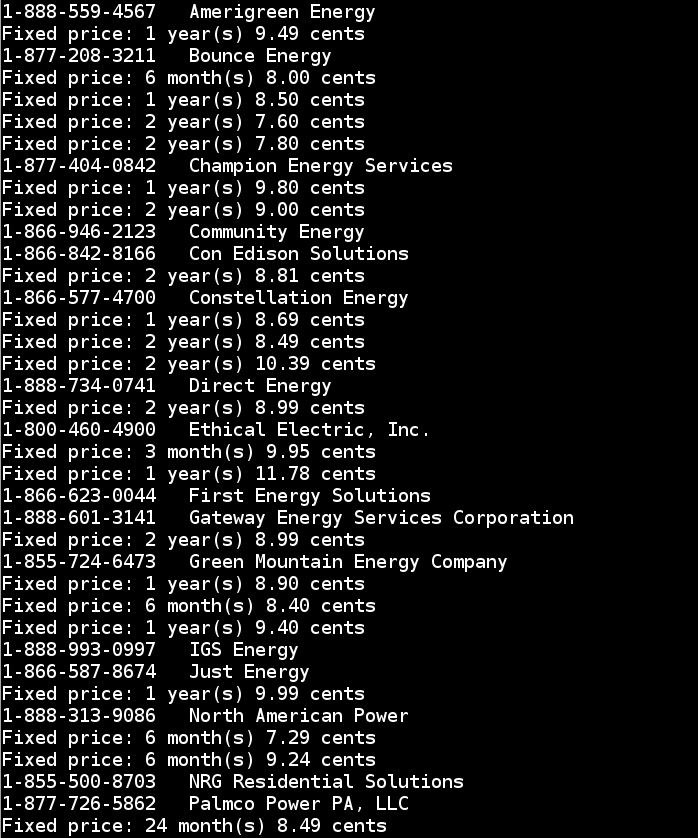 1-888-559-4567   Amerigreen Energy
Fixed price: 1 year(s) 9.49 cents
1-877-208-3211   Bounce Energy
Fixed price: 6 month(s) 8.00 cents
Fixed price: 1 year(s) 8.50 cents
Fixed price: 2 year(s) 7.60 cents
Fixed price: 2 year(s) 7.80 cents
1-877-404-0842   Champion Energy Services
Fixed price: 1 year(s) 9.80 cents
Fixed price: 2 year(s) 9.00 cents
1-866-946-2123   Community Energy
1-866-842-8166   Con Edison Solutions
Fixed price: 2 year(s) 8.81 cents
1-866-577-4700   Constellation Energy
Fixed price: 1 year(s) 8.69 cents
Fixed price: 2 year(s) 8.49 cents
Fixed price: 2 year(s) 10.39 cents
1-888-734-0741   Direct Energy
Fixed price: 2 year(s) 8.99 cents
1-800-460-4900   Ethical Electric, Inc.
Fixed price: 3 month(s) 9.95 cents
Fixed price: 1 year(s) 11.78 cents
1-866-623-0044   First Energy Solutions
1-888-601-3141   Gateway Energy Services Corporation
Fixed price: 2 year(s) 8.99 cents
1-855-724-6473   Green Mountain Energy Company
Fixed price: 1 year(s) 8.90 cents
Fixed price: 6 month(s) 8.40 cents
Fixed price: 1 year(s) 9.40 cents
1-888-993-0997   IGS Energy
1-866-587-8674   Just Energy
Fixed price: 1 year(s) 9.99 cents
1-888-313-9086   North American Power
Fixed price: 6 month(s) 7.29 cents
Fixed price: 6 month(s) 9.24 cents
1-855-500-8703   NRG Residential Solutions
1-877-726-5862   Palmco Power PA, LLC
Fixed price: 24 month(s) 8.49 cents